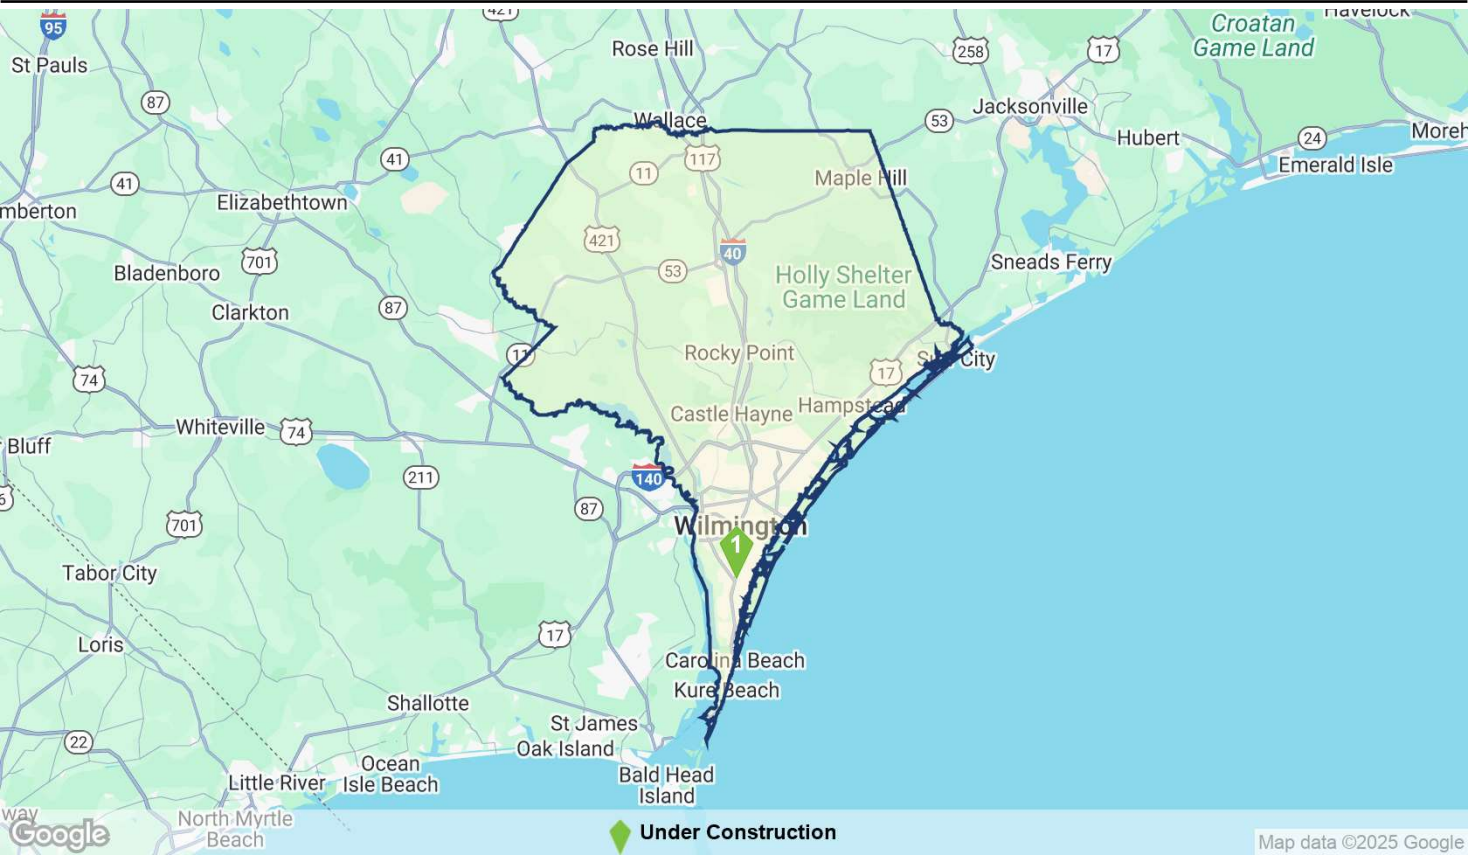 421
Havelock
95
Croatan
Game Land
Rose Hill
258
17
St Pauls
87
Jacksonville
Wallace
53
Hubert
24
Moreh
41
117
Emerald Isle
11
Maple Hill
41
Elizabethtown
mberton
421
40
701
53
Sneads Ferry
Bladenboro
Holly Shelter
Game Land
87
Clarkton
11
Rocky Point
City
17
74
Hampstead
Castle Hayne
Whiteville
74
Bluff
211
140
6
87
701
Wilmington
1
Tabor City
17
Loris
Carolina Beach
Kure Beach
Shallotte
St James
22
Oak Island
Ocean
Isle Beach
Bald Head
Island
Little River
way
North Myrtle
Beach
Google
Under Construction
Map data ©2025 Google